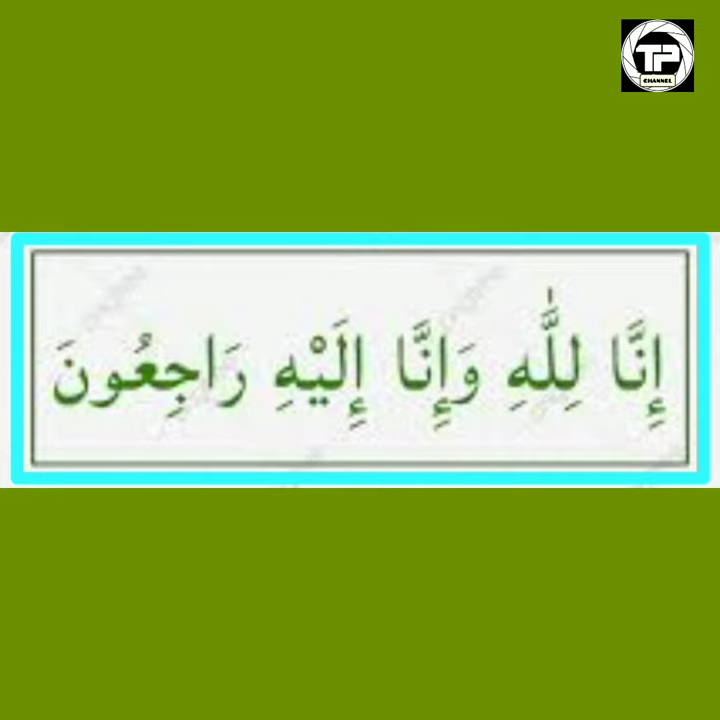 TP
CHANNEL
إِنَّا لِلّٰهِ وَإِنَّا إِلَيْهِ رَاجِعُونَ